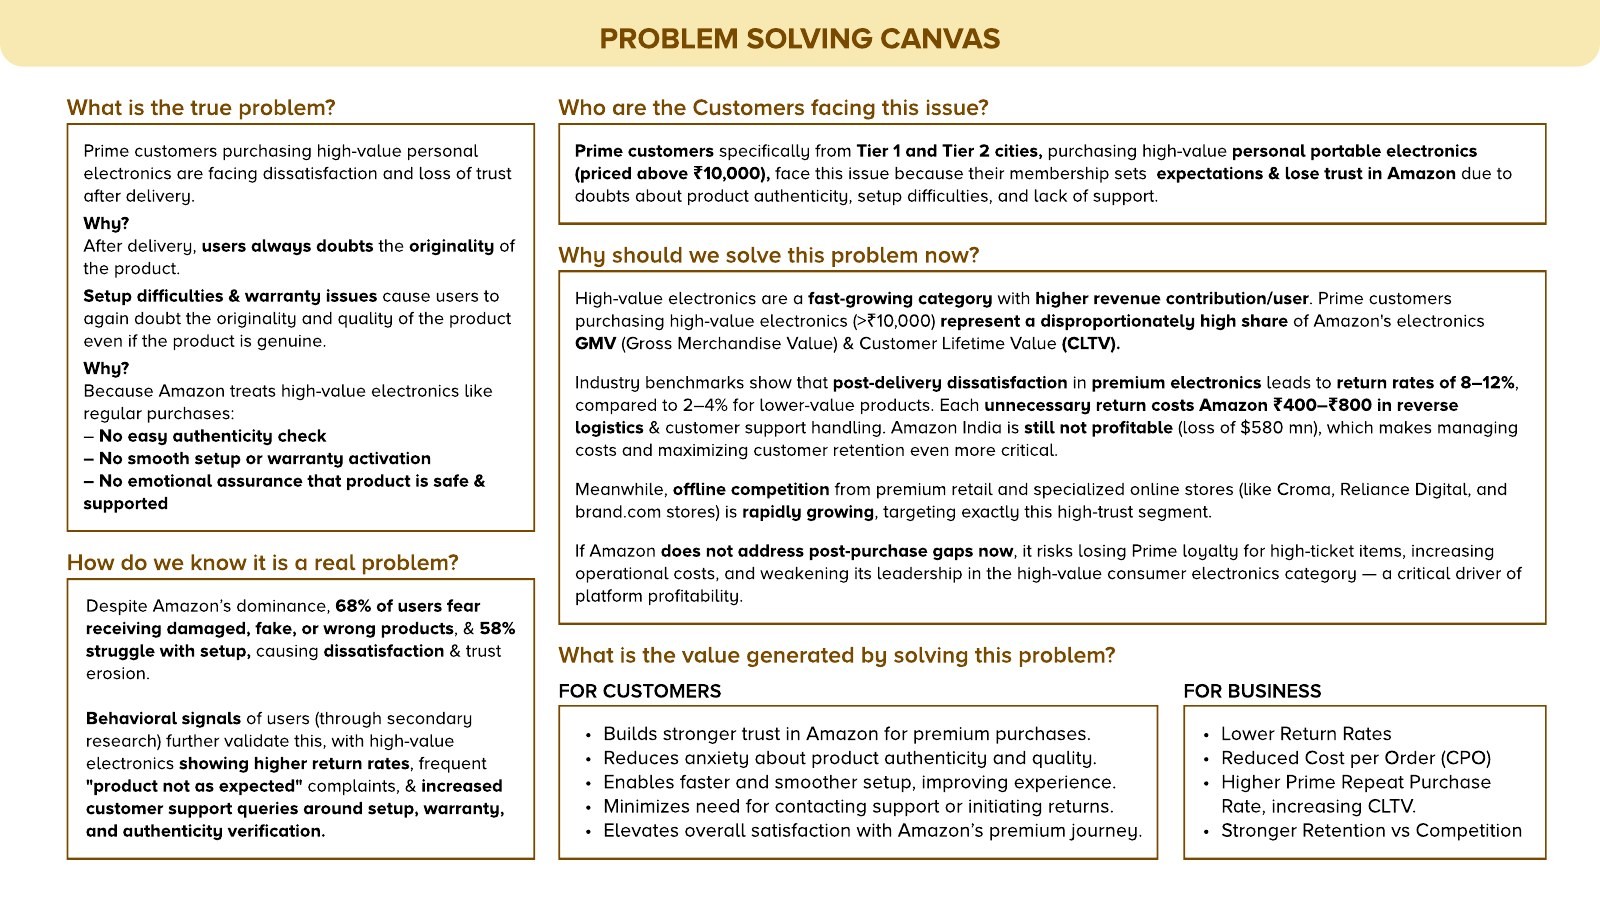 PROBLEM SOLVING CANVAS
What is the true problem?
Prime customers purchasing high-value personal
electronics are facing dissatisfaction and loss of trust
after delivery.
Why?
After delivery, users always doubts the originality of
the product.
Setup difficulties & warranty issues cause users to
again doubt the originality and quality of the product
even if the product is genuine.
Why?
Because Amazon treats high-value electronics like
regular purchases:
– No easy authenticity check
– No smooth setup or warranty activation
– No emotional assurance that product is safe &
supported
How do we know it is a real problem?
Despite Amazon's dominance, 68% of users fear
receiving damaged, fake, or wrong products, & 58%
struggle with setup, causing dissatisfaction & trust
erosion.
Behavioral signals of users (through secondary
research) further validate this, with high-value
electronics showing higher return rates, frequent
"product not as expected" complaints, & increased
customer support queries around setup, warranty,
and authenticity verification.
Who are the Customers facing this issue?
Prime customers specifically from Tier 1 and Tier 2 cities, purchasing high-value personal portable electronics
(priced above ₹10,000), face this issue because their membership sets expectations & lose trust in Amazon due to
doubts about product authenticity, setup difficulties, and lack of support.
Why should we solve this problem now?
High-value electronics are a fast-growing category with higher revenue contribution/user. Prime customers
purchasing high-value electronics (>₹10,000) represent a disproportionately high share of Amazon's electronics
GMV (Gross Merchandise Value) & Customer Lifetime Value (CLTV).
Industry benchmarks show that post-delivery dissatisfaction in premium electronics leads to return rates of 8–12%,
compared to 2–4% for lower-value products. Each unnecessary return costs Amazon ₹400–₹800 in reverse
logistics & customer support handling. Amazon India is still not profitable (loss of $580 mn), which makes managing
costs and maximizing customer retention even more critical.
Meanwhile, offline competition from premium retail and specialized online stores (like Croma, Reliance Digital, and
brand.com stores) is rapidly growing, targeting exactly this high-trust segment.
If Amazon does not address post-purchase gaps now, it risks losing Prime loyalty for high-ticket items, increasing
operational costs, and weakening its leadership in the high-value consumer electronics category — a critical driver of
platform profitability.
What is the value generated by solving this problem?
FOR CUSTOMERS
• Builds stronger trust in Amazon for premium purchases.
• Reduces anxiety about product authenticity and quality.
• Enables faster and smoother setup, improving experience.
• Minimizes need for contacting support or initiating returns.
• Elevates overall satisfaction with Amazon's premium journey.
FOR BUSINESS
• Lower Return Rates
• Reduced Cost per Order (CPO)
• Higher Prime Repeat Purchase
Rate, increasing CLTV.
• Stronger Retention vs Competition